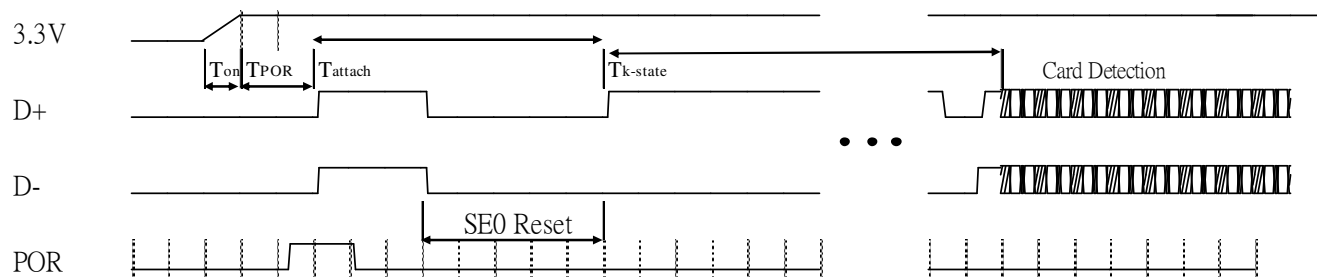 3.3V
Ton TPOR Tattach Tk-state Card Detection
D+
D-
SE0 Reset
POR